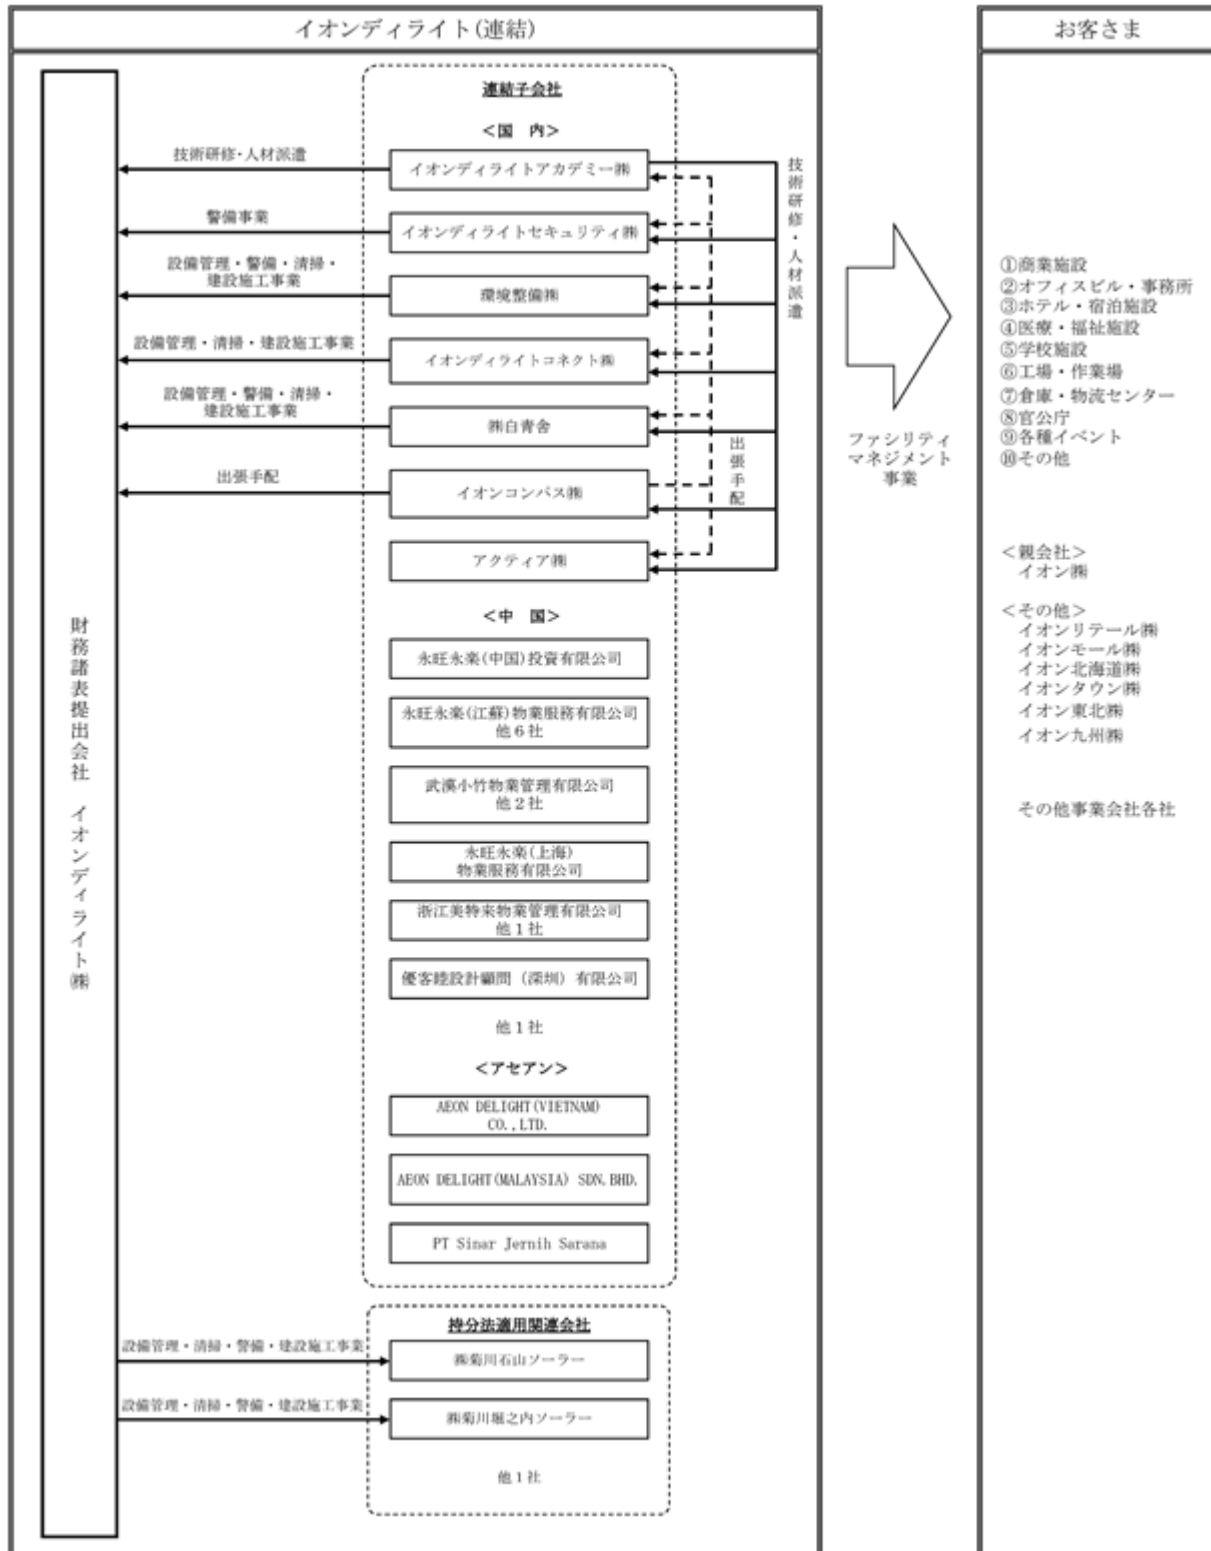 イオンディライト(連結)
お客さま
連結子会社
＜国　内＞
技術研修・人材派遣
イオンディライトアカデミー㈱
警備事業
イオンディライトセキュリティ㈱
設備管理・警備・清掃・
建設施工事業
環境整備㈱
設備管理・清掃・建設施工事業
イオンディライトコネクト㈱
設備管理・警備・清掃・
建設施工事業
㈱白青舎
出張手配
イオンコンパス㈱
アクティア㈱
技術研修・人材派遣
出張手配
＜中　国＞
永旺永楽(中国)投資有限公司
永旺永楽(江蘇)物業服務有限公司
他６社
武漢小竹物業管理有限公司
他２社
永旺永楽(上海)
物業服務有限公司
浙江美特来物業管理有限公司
他１社
優客陸設計顧問（深圳）有限公司
他１社
＜アセアン＞
AEON DELIGHT(VIETNAM)
CO.,LTD.
AEON DELIGHT(MALAYSIA) SDN.BHD.
PT Sinar Jernih Sarana
持分法適用関連会社
設備管理・清掃・警備・建設施工事業
㈱菊川石山ソーラー
設備管理・清掃・警備・建設施工事業
㈱菊川堀之内ソーラー
他１社
財務諸表提出会社　イオンディライト㈱
ファシリティ
マネジメント
事業
①商業施設
②オフィスビル・事務所
③ホテル・宿泊施設
④医療・福祉施設
⑤学校施設
⑥工場・作業場
⑦倉庫・物流センター
⑧官公庁
⑨各種イベント
⑩その他
＜親会社＞
イオン㈱
＜その他＞
イオンリテール㈱
イオンモール㈱
イオン北海道㈱
イオンタウン㈱
イオン東北㈱
イオン九州㈱
その他事業会社各社